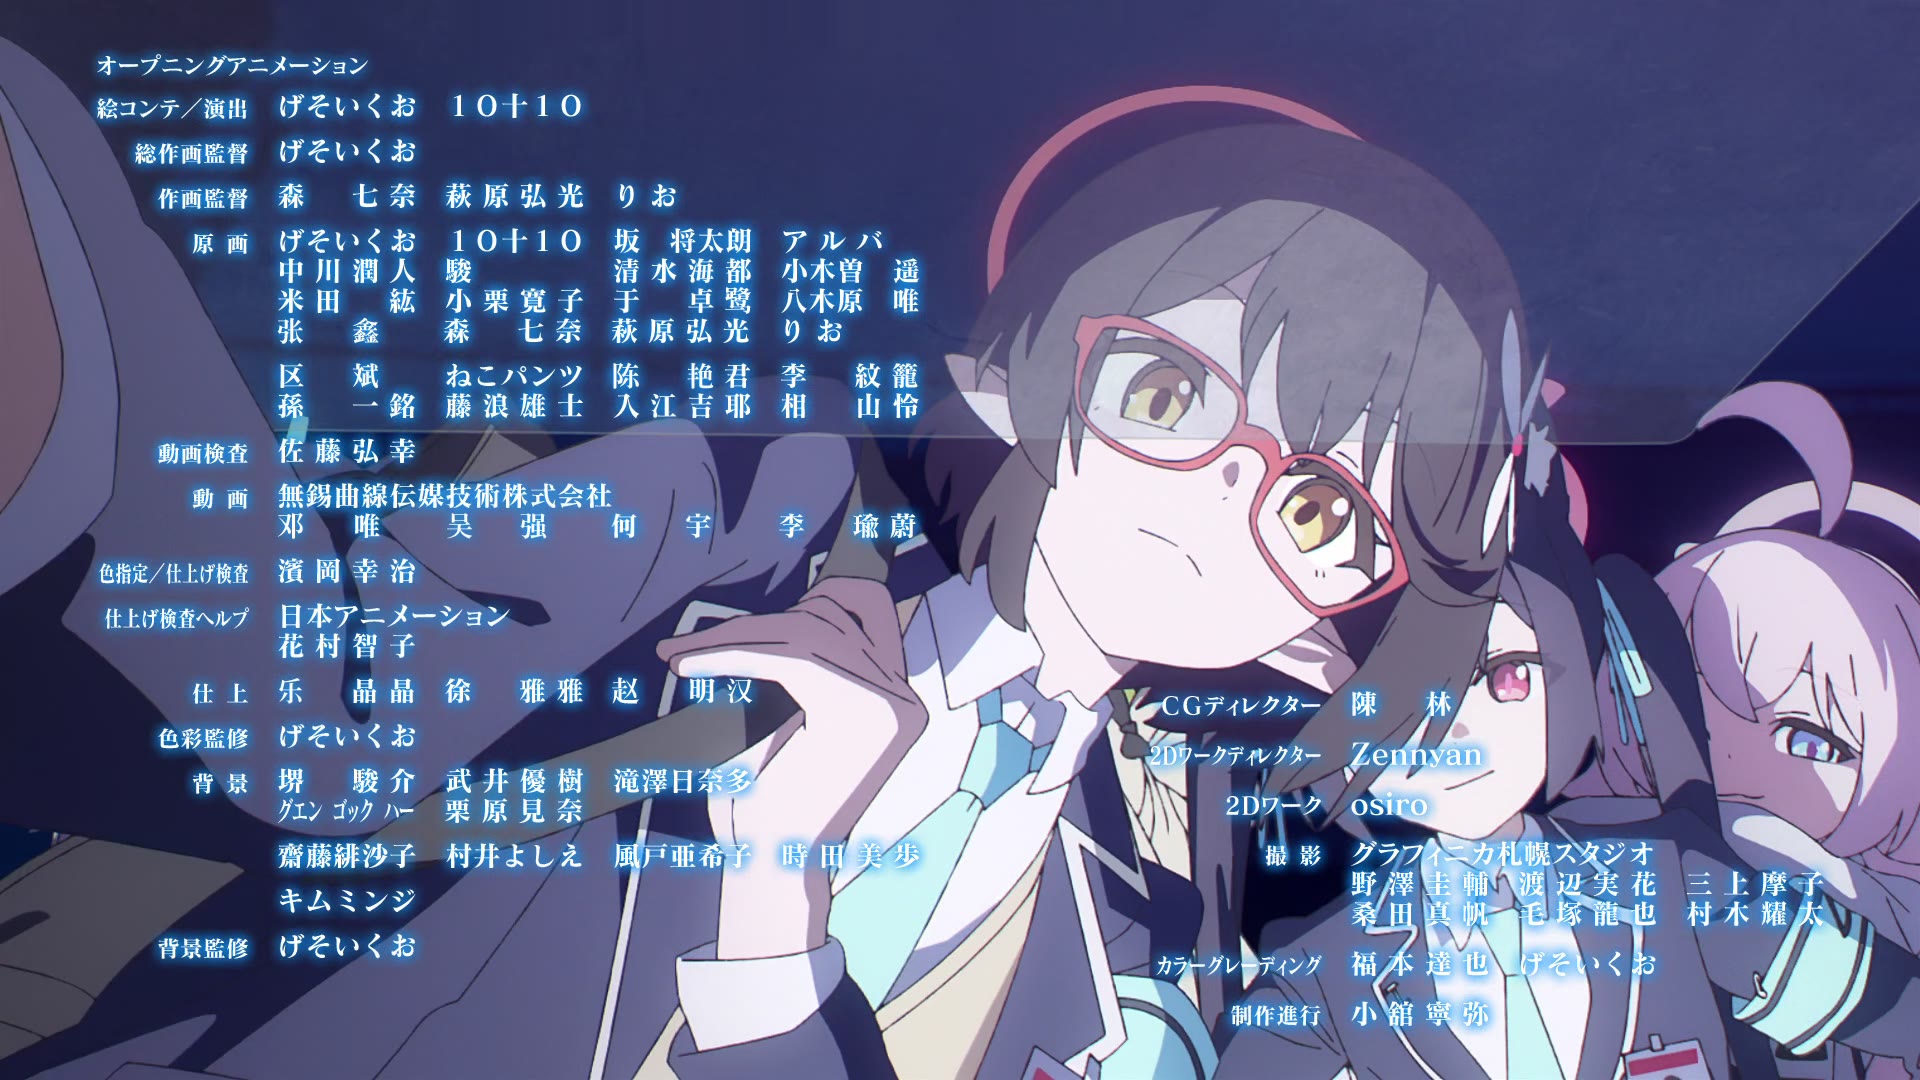 オープニングアニメーション
絵コンテ／演出 げそいくお 10十10
総作画監督 げそいくお
作画監督 森 七奈 萩原弘光 りお
原画 げそいくお 10十10 坂 将太朗 アルバ
中川潤人 駿 清水海都 小木曽 遥
米田 紘 小栗寛子 于 卓鹭 八木原 唯
张 鑫 森 七奈 萩原弘光 りお
区 斌 ねこパンツ 陈 艳君 李 紋籠
孫 一銘 藤浪雄士 入江吉耶 相 山怜
動画検査 佐藤弘幸
動画 無錫曲線伝媒技術株式会社
邓 唯 吴 强 何 宇 李 瑜蔚
色指定／仕上げ検査 濱岡幸治
仕上げ検査ヘルプ 日本アニメーション
花村智子
仕上 乐 晶晶 徐 雅雅 赵 明汉
色彩監修 げそいくお
背景 堺 駿介 武井優樹 滝澤日奈多
グエン ゴック ハー 栗原見奈
齋藤緋沙子 村井よしえ 風戸亜希子 時田美歩
キムミンジ
背景監修 げそいくお
CGディレクター 陳 林
2Dワークディレクター Zennyan
2Dワーク osiro
撮影 グラフィニカ札幌スタジオ
野澤圭輔 渡辺実花 三上摩子
桑田真帆 毛塚龍也 村木耀太
カラーグレーディング 福本達也 げそいくお
制作進行 小舘寧弥